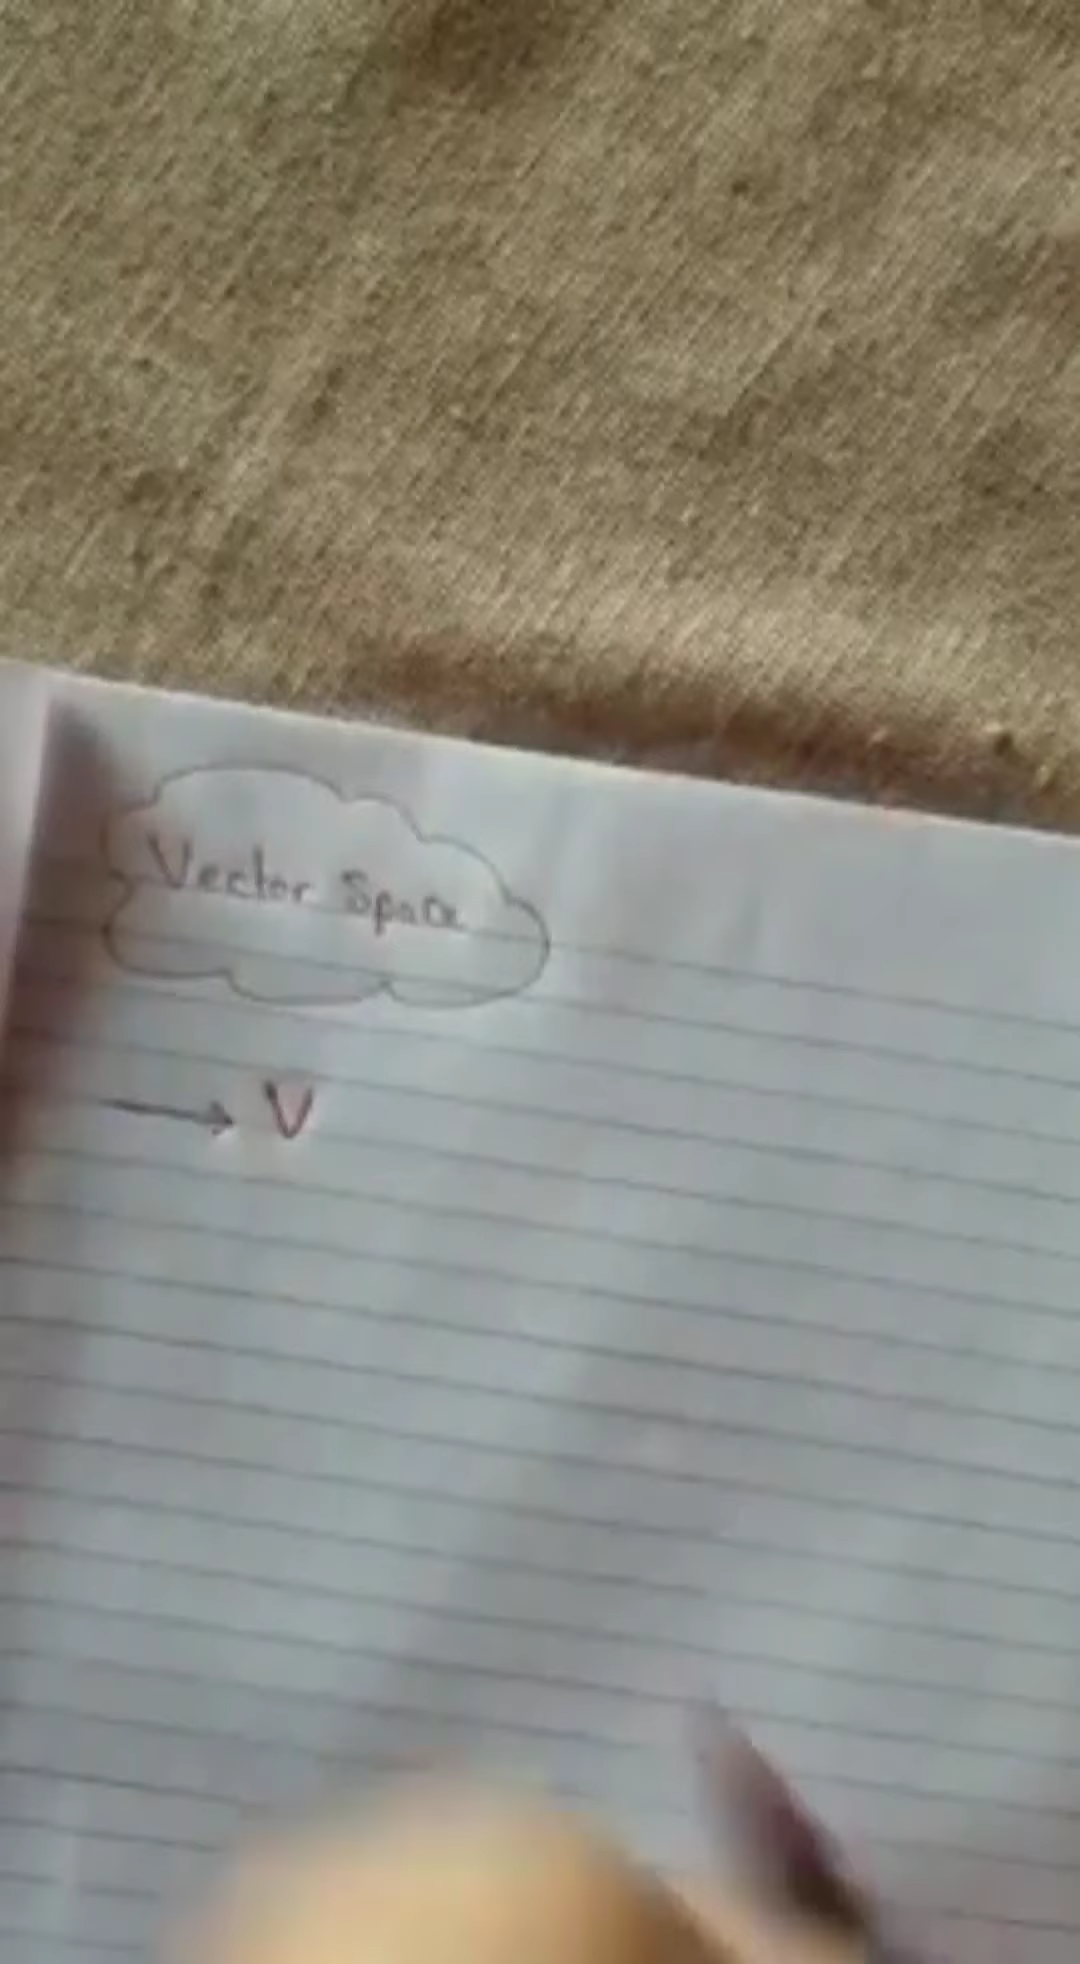 Vector Space
→ V